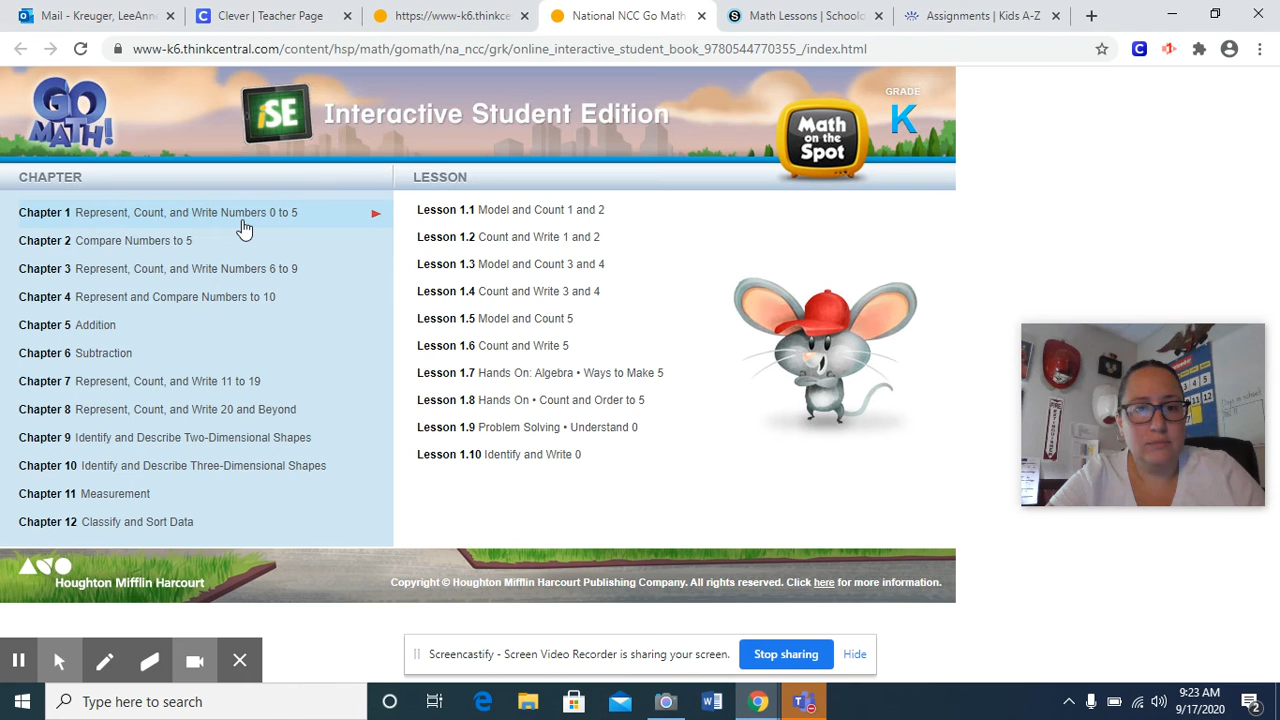 Mail - Kreuger, LeeAnne
Clever | Teacher Page
https://www-k6.thinkcent
National NCC Go Math
Math Lessons | Schoolo
Assignments | Kids A-Z
www-k6.thinkcentral.com/content/hsp/math/gomath/na_ncc/grk/online_interactive_student_book_9780544770355_/index.html
GO MATH!
iSE
Interactive Student Edition
Math on the Spot
GRADE
K
CHAPTER
Chapter 1 Represent, Count, and Write Numbers 0 to 5
Chapter 2 Compare Numbers to 5
Chapter 3 Represent, Count, and Write Numbers 6 to 9
Chapter 4 Represent and Compare Numbers to 10
Chapter 5 Addition
Chapter 6 Subtraction
Chapter 7 Represent, Count, and Write 11 to 19
Chapter 8 Represent, Count, and Write 20 and Beyond
Chapter 9 Identify and Describe Two-Dimensional Shapes
Chapter 10 Identify and Describe Three-Dimensional Shapes
Chapter 11 Measurement
Chapter 12 Classify and Sort Data
LESSON
Lesson 1.1 Model and Count 1 and 2
Lesson 1.2 Count and Write 1 and 2
Lesson 1.3 Model and Count 3 and 4
Lesson 1.4 Count and Write 3 and 4
Lesson 1.5 Model and Count 5
Lesson 1.6 Count and Write 5
Lesson 1.7 Hands On: Algebra • Ways to Make 5
Lesson 1.8 Hands On • Count and Order to 5
Lesson 1.9 Problem Solving • Understand 0
Lesson 1.10 Identify and Write 0
Houghton Mifflin Harcourt
Copyright © Houghton Mifflin Harcourt Publishing Company. All rights reserved. Click here for more information.
Screencastify - Screen Video Recorder is sharing your screen.
Stop sharing
Hide
Type here to search
9:23 AM
9/17/2020
2